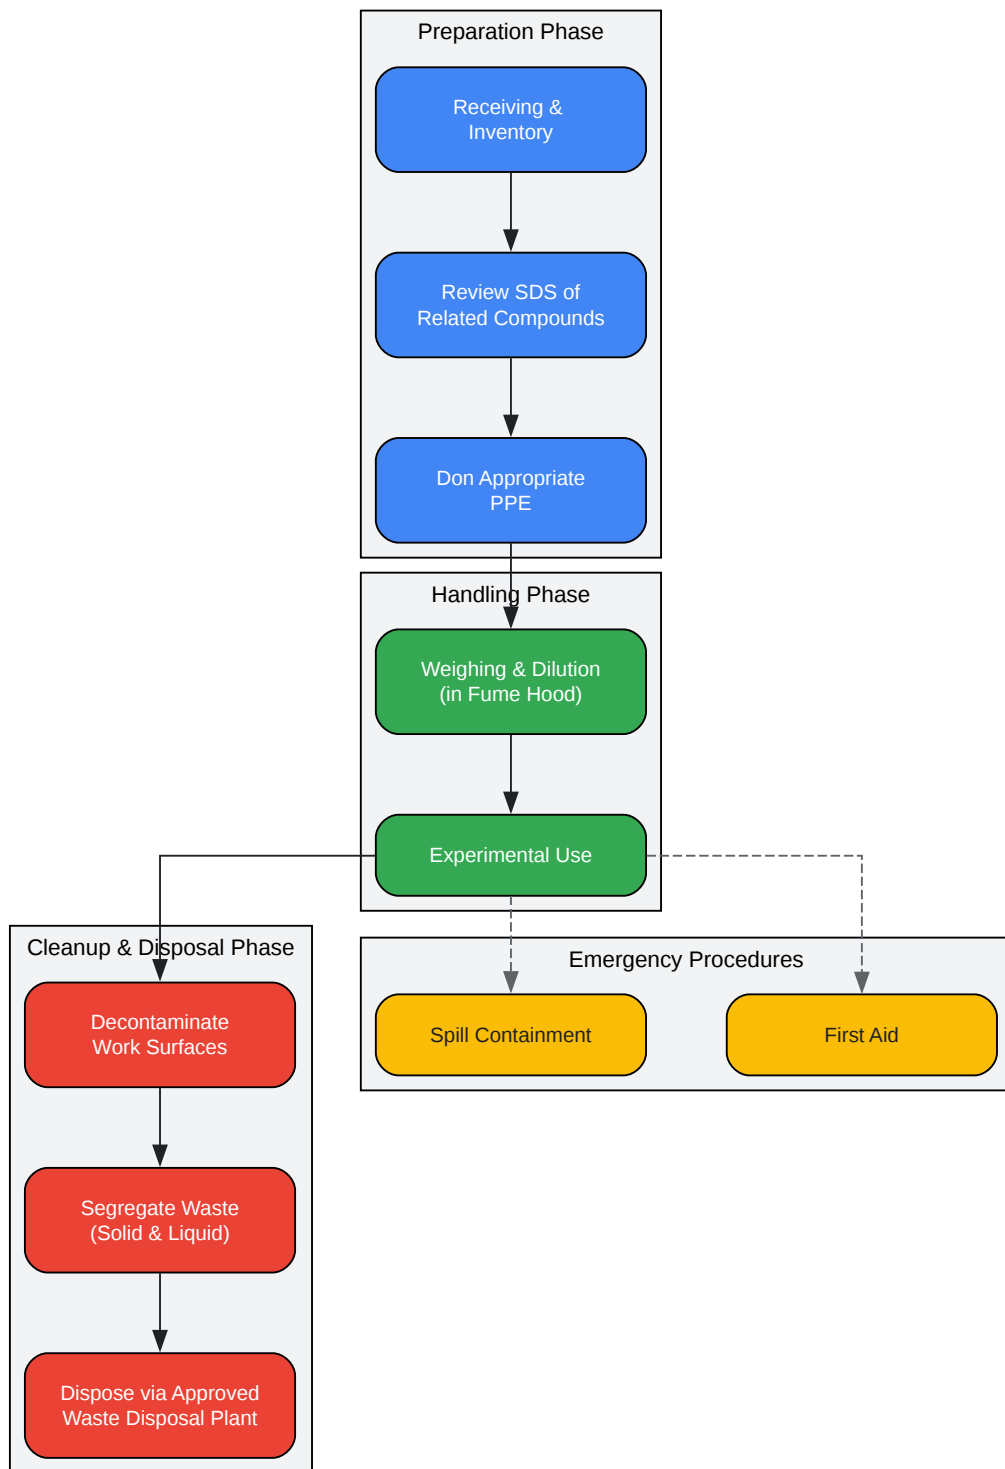 Preparation Phase
Receiving &
Inventory
Review SDS of
Related Compounds
Don Appropriate
PPE
Handling Phase
Weighing & Dilution
(in Fume Hood)
Experimental Use
Cleanup & Disposal Phase
Decontaminate
Work Surfaces
Segregate Waste
(Solid & Liquid)
Dispose via Approved
Waste Disposal Plant
Emergency Procedures
Spill Containment
First Aid